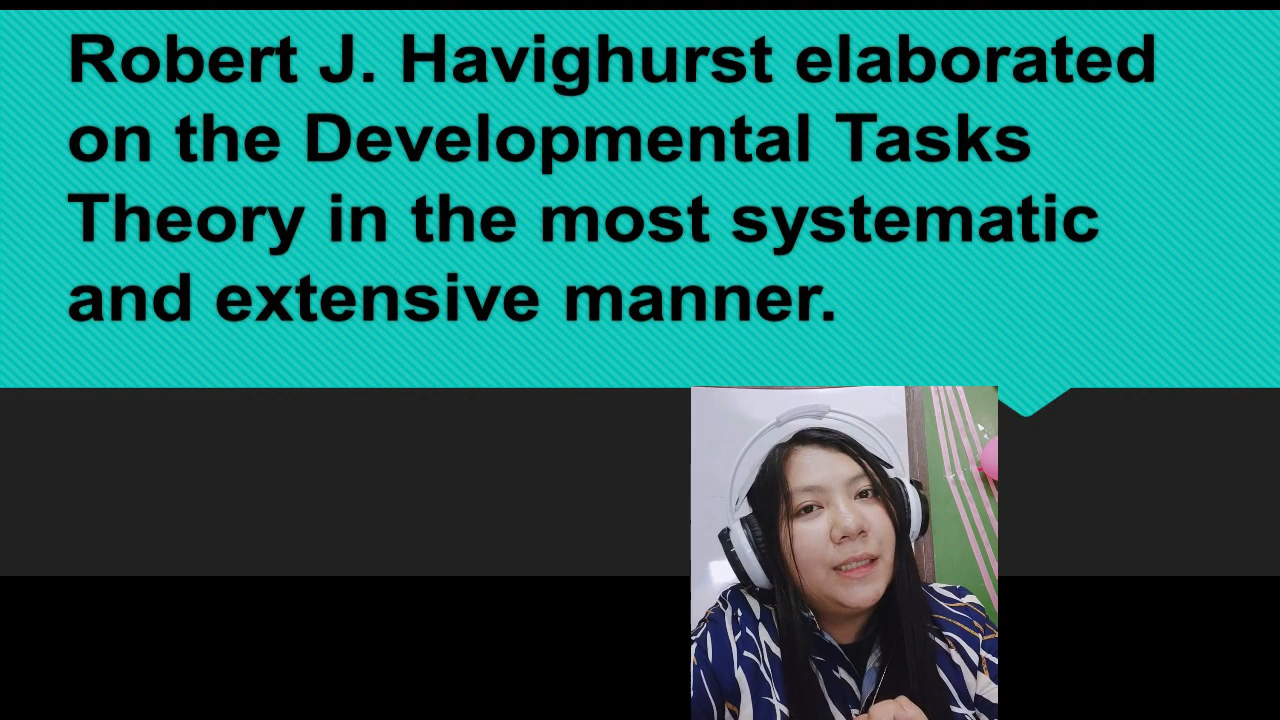 Robert J. Havighurst elaborated
on the Developmental Tasks
Theory in the most systematic
and extensive manner.